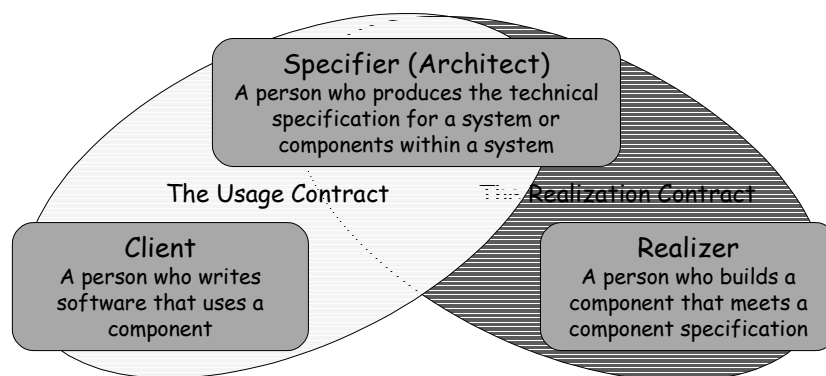 Specifier (Architect)
A person who produces the technical
specification for a system or
components within a system
The Usage Contract
The Realization Contract
Client
A person who writes
software that uses a
component
Realizer
A person who builds a
component that meets a
component specification